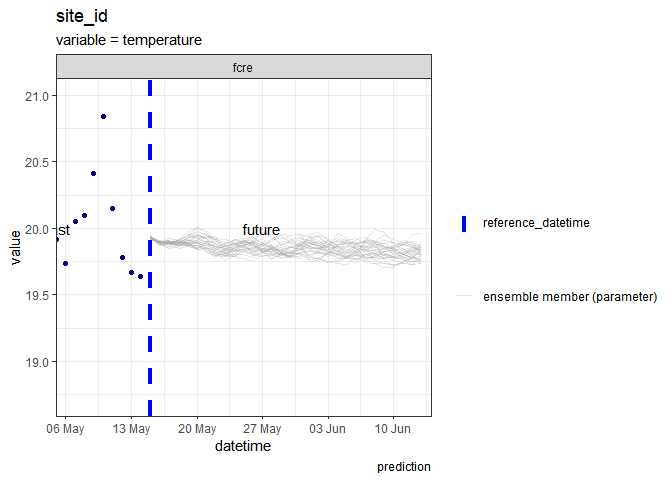 site_id
variable = temperature
fcre
21.0
20.5
20.0
19.5
19.0
value
st
future
06 May
13 May
20 May
27 May
03 Jun
10 Jun
datetime
prediction
reference_datetime
ensemble member (parameter)